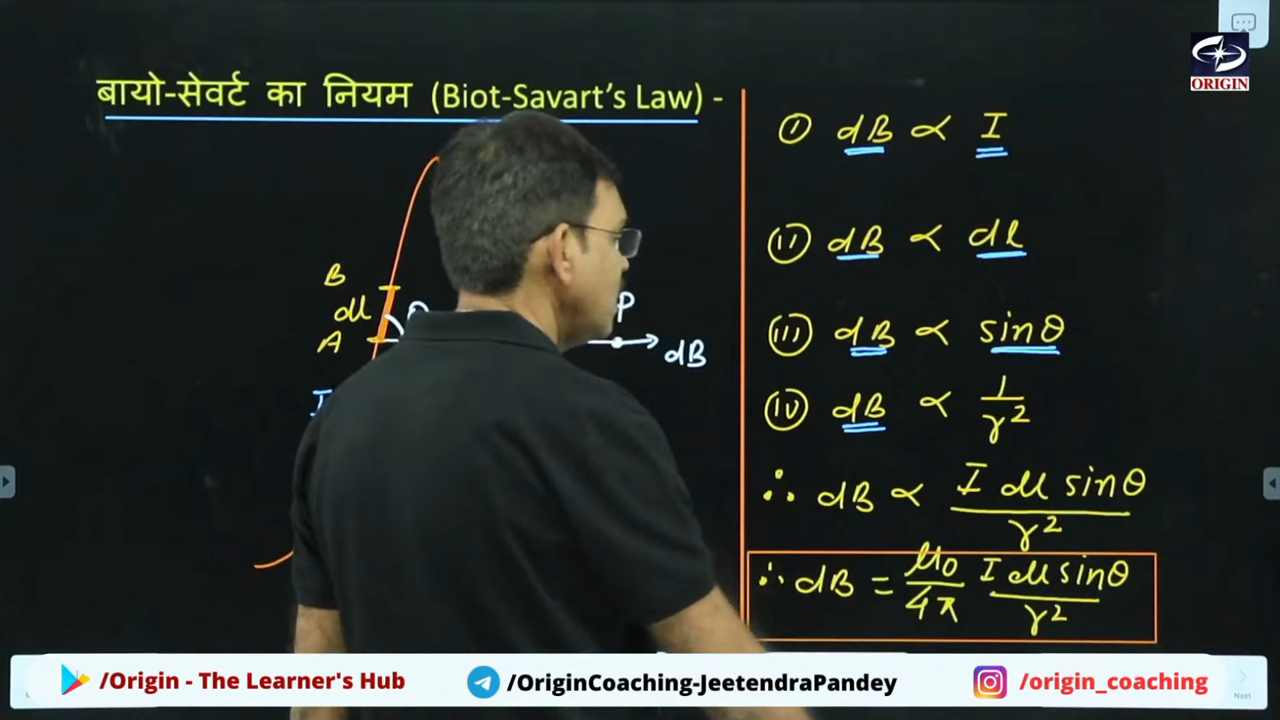 ORIGIN
बायो-सेवर्ट का नियम (Biot-Savart’s Law) -
B
dl
A
I
P
dB
(i) dB ∝ I
(ii) dB ∝ dl
(iii) dB ∝ sinθ
(iv) dB ∝ 1/r²
∴ dB ∝ I dl sinθ / r²
∴ dB = μ₀/4π I dl sinθ / r²
/Origin - The Learner's Hub
/OriginCoaching-JeetendraPandey
/origin_coaching
Next